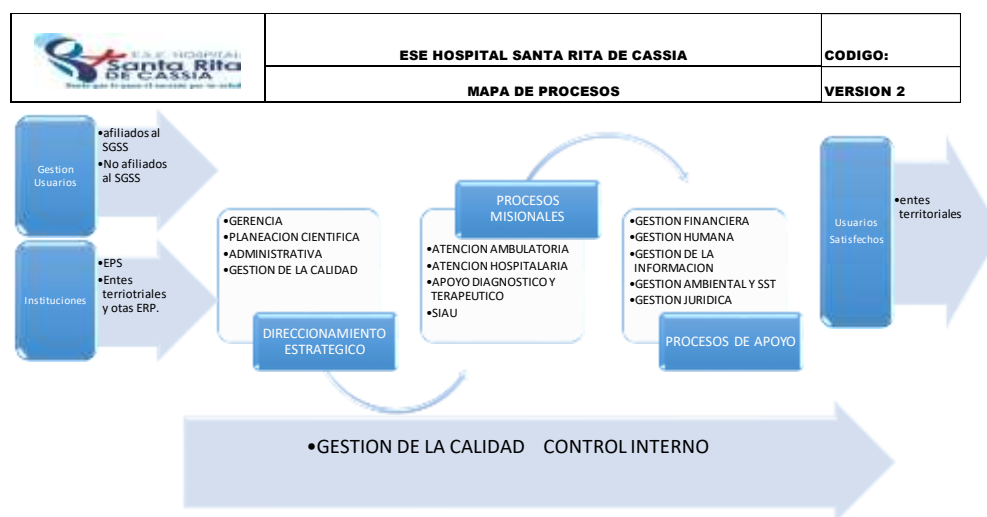 E.S.E. HOSPITAL
Santa Rita
DE CASSIA
ESE HOSPITAL SANTA RITA DE CASSIA
CODIGO:
MAPA DE PROCESOS
VERSION 2
Gestion
Usuarios
•afiliados al
SGSS
•No afiliados
al SGSS
Instituciones
•EPS
•Entes
terriotriales
y otas ERP.
•GERENCIA
•PLANEACION CIENTIFICA
•ADMINISTRATIVA
•GESTION DE LA CALIDAD
DIRECCIONAMIENTO
ESTRATEGICO
PROCESOS
MISIONALES
•ATENCION AMBULATORIA
•ATENCION HOSPITALARIA
•APOYO DIAGNOSTICO Y
TERAPEUTICO
•SIAU
•GESTION FINANCIERA
•GESTION HUMANA
•GESTION DE LA
INFORMACION
•GESTION AMBIENTAL Y SST
•GESTION JURIDICA
PROCESOS DE APOYO
Usuarios
Satisfechos
•entes
territoriales
•GESTION DE LA CALIDAD CONTROL INTERNO